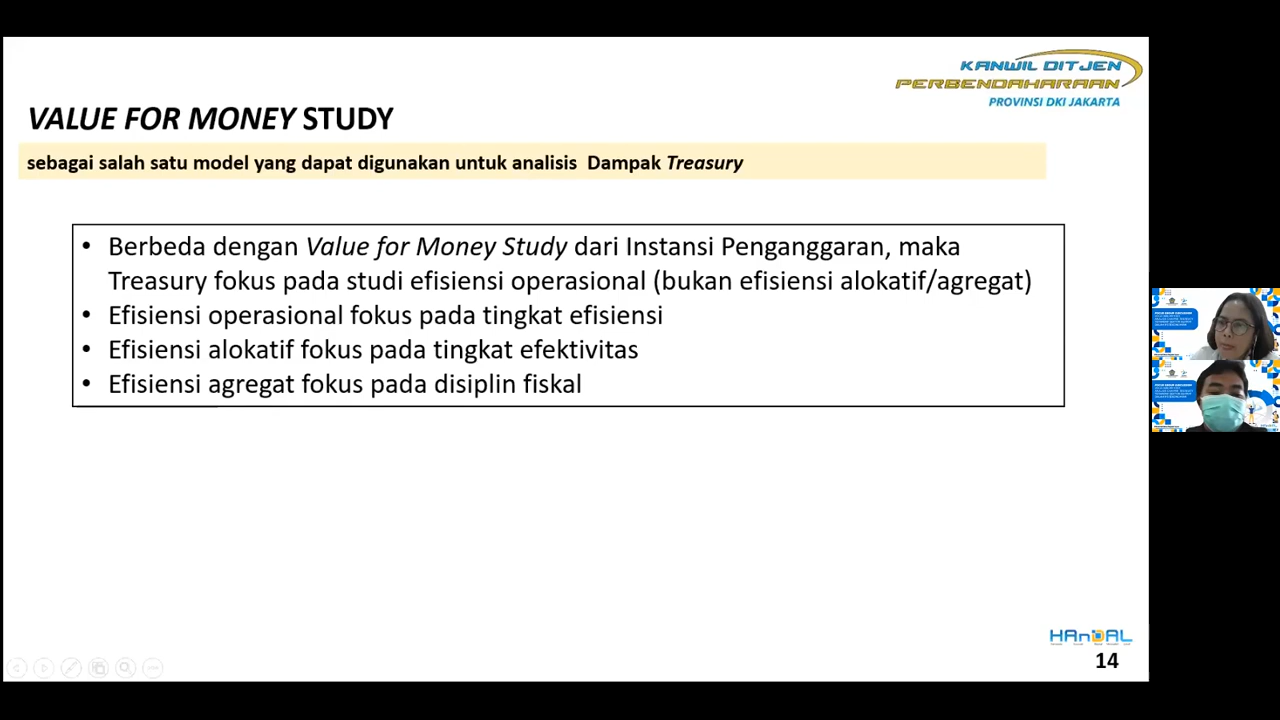 KANWIL DITJEN
PERBENDAHARAAN
PROVINSI DKI JAKARTA
VALUE FOR MONEY STUDY
sebagai salah satu model yang dapat digunakan untuk analisis Dampak Treasury
• Berbeda dengan Value for Money Study dari Instansi Penganggaran, maka
Treasury fokus pada studi efisiensi operasional (bukan efisiensi alokatif/agregat)
• Efisiensi operasional fokus pada tingkat efisiensi
• Efisiensi alokatif fokus pada tingkat efektivitas
• Efisiensi agregat fokus pada disiplin fiskal
HAnDAL
14